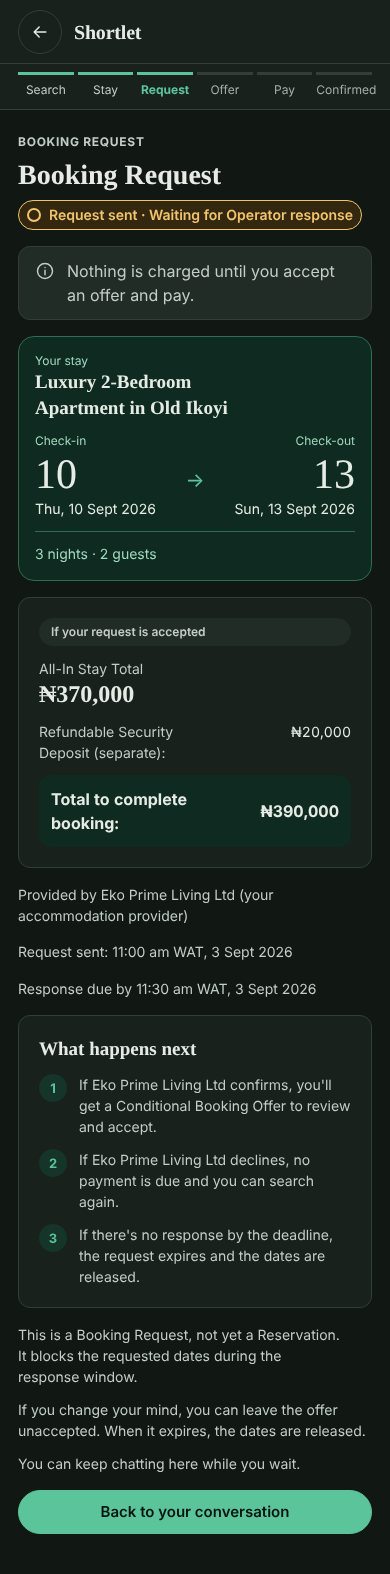 Shortlet
Search Stay Request Offer Pay Confirmed
BOOKING REQUEST
Booking Request
Request sent · Waiting for Operator response
Nothing is charged until you accept
an offer and pay.
Your stay
Luxury 2-Bedroom
Apartment in Old Ikoyi
Check-in Check-out
10 → 13
Thu, 10 Sept 2026 Sun, 13 Sept 2026
3 nights · 2 guests
If your request is accepted
All-In Stay Total
₦370,000
Refundable Security ₦20,000
Deposit (separate):
Total to complete ₦390,000
booking:
Provided by Eko Prime Living Ltd (your
accommodation provider)
Request sent: 11:00 am WAT, 3 Sept 2026
Response due by 11:30 am WAT, 3 Sept 2026
What happens next
1 If Eko Prime Living Ltd confirms, you'll
get a Conditional Booking Offer to review
and accept.
2 If Eko Prime Living Ltd declines, no
payment is due and you can search
again.
3 If there's no response by the deadline,
the request expires and the dates are
released.
This is a Booking Request, not yet a Reservation.
It blocks the requested dates during the
response window.
If you change your mind, you can leave the offer
unaccepted. When it expires, the dates are released.
You can keep chatting here while you wait.
Back to your conversation